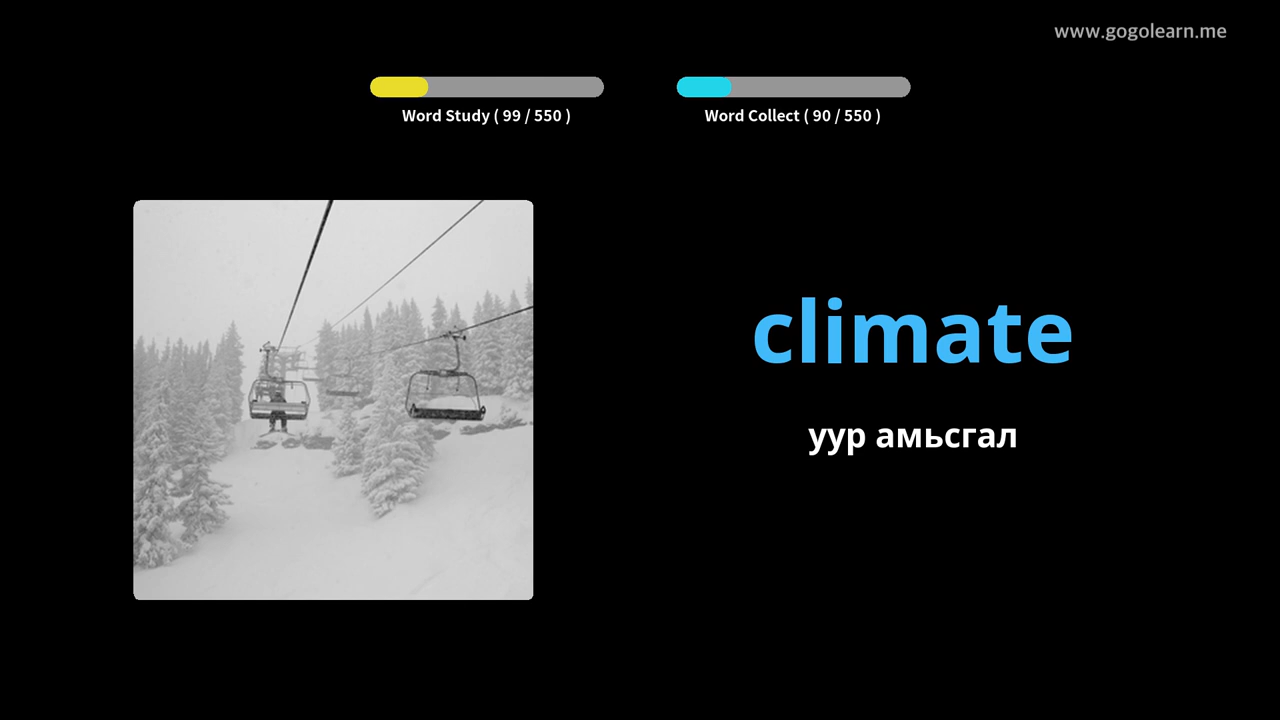 www.gogolearn.me
Word Study ( 99 / 550 )
Word Collect ( 90 / 550 )
climate
уур амьсгал